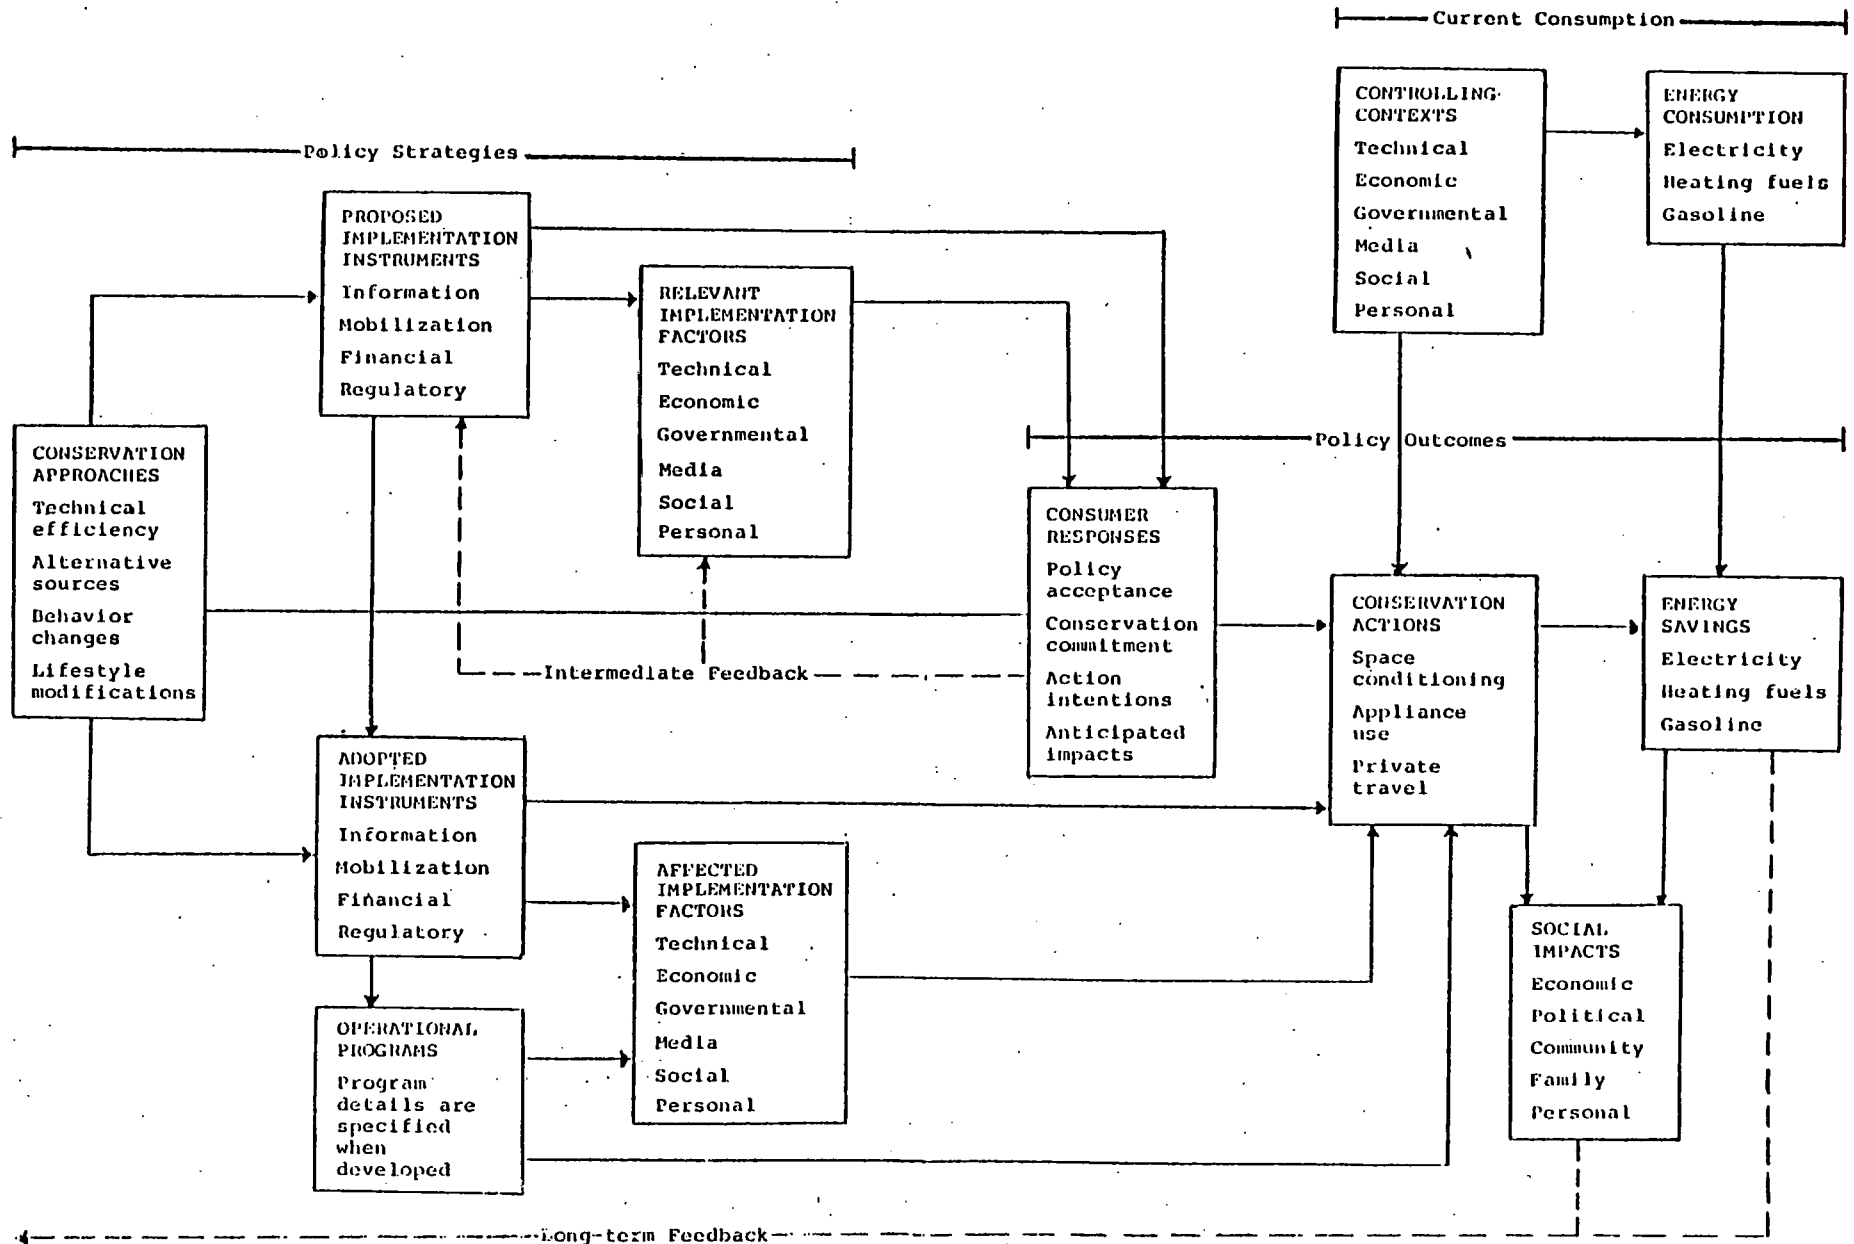 Current Consumption
CONTROLLING
CONTEXTS
Technical
Economic
Governmental
Media
Social
Personal
ENERGY
CONSUMPTION
Electricity
Heating fuels
Gasoline
Policy Strategies
PROPOSED
IMPLEMENTATION
INSTRUMENTS
Information
Mobilization
Financial
Regulatory
RELEVANT
IMPLEMENTATION
FACTORS
Technical
Economic
Governmental
Media
Social
Personal
CONSERVATION
APPROACHES
Technical
efficiency
Alternative
sources
Behavior
changes
Lifestyle
modifications
Policy Outcomes
CONSUMER
RESPONSES
Policy
acceptance
Conservation
commitment
Action
intentions
Anticipated
impacts
Intermediate Feedback
CONSERVATION
ACTIONS
Space
conditioning
Appliance
use
Private
travel
ENERGY
SAVINGS
Electricity
Heating fuels
Gasoline
ADOPTED
IMPLEMENTATION
INSTRUMENTS
Information
Mobilization
Financial
Regulatory
AFFECTED
IMPLEMENTATION
FACTORS
Technical
Economic
Governmental
Media
Social
Personal
OPERATIONAL
PROGRAMS
Program
details are
specified
when
developed
SOCIAL
IMPACTS
Economic
Political
Community
Family
Personal
Long-term Feedback